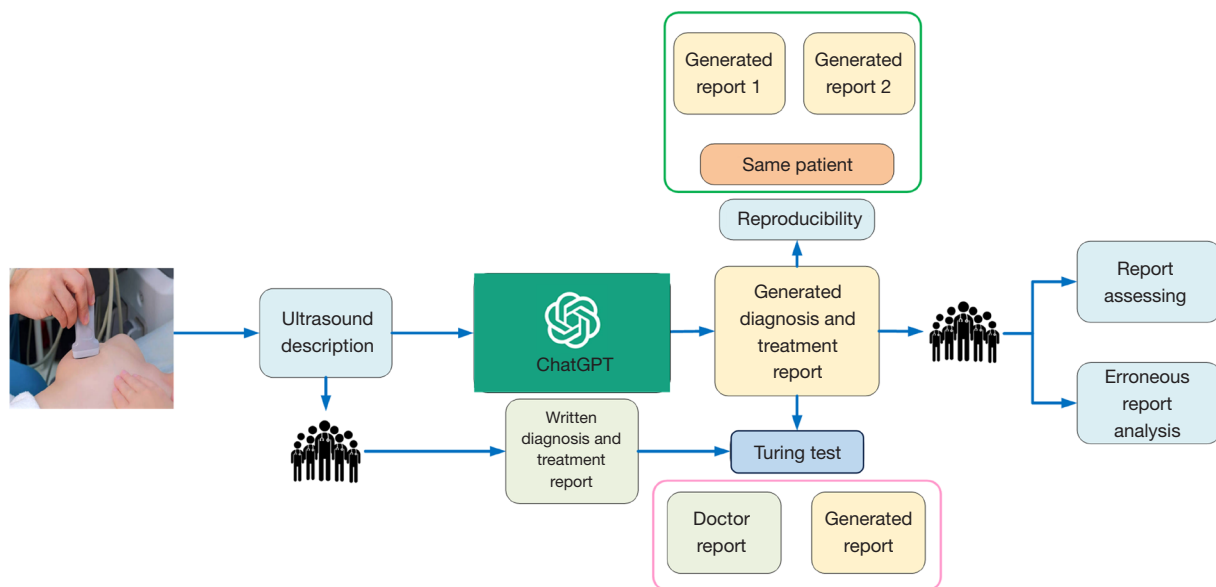 Generated
report 1
Generated
report 2
Same patient
Reproducibility
Ultrasound
description
ChatGPT
Generated
diagnosis and
treatment
report
Report
assessing
Erroneous
report
analysis
Written
diagnosis and
treatment
report
Turing test
Doctor
report
Generated
report